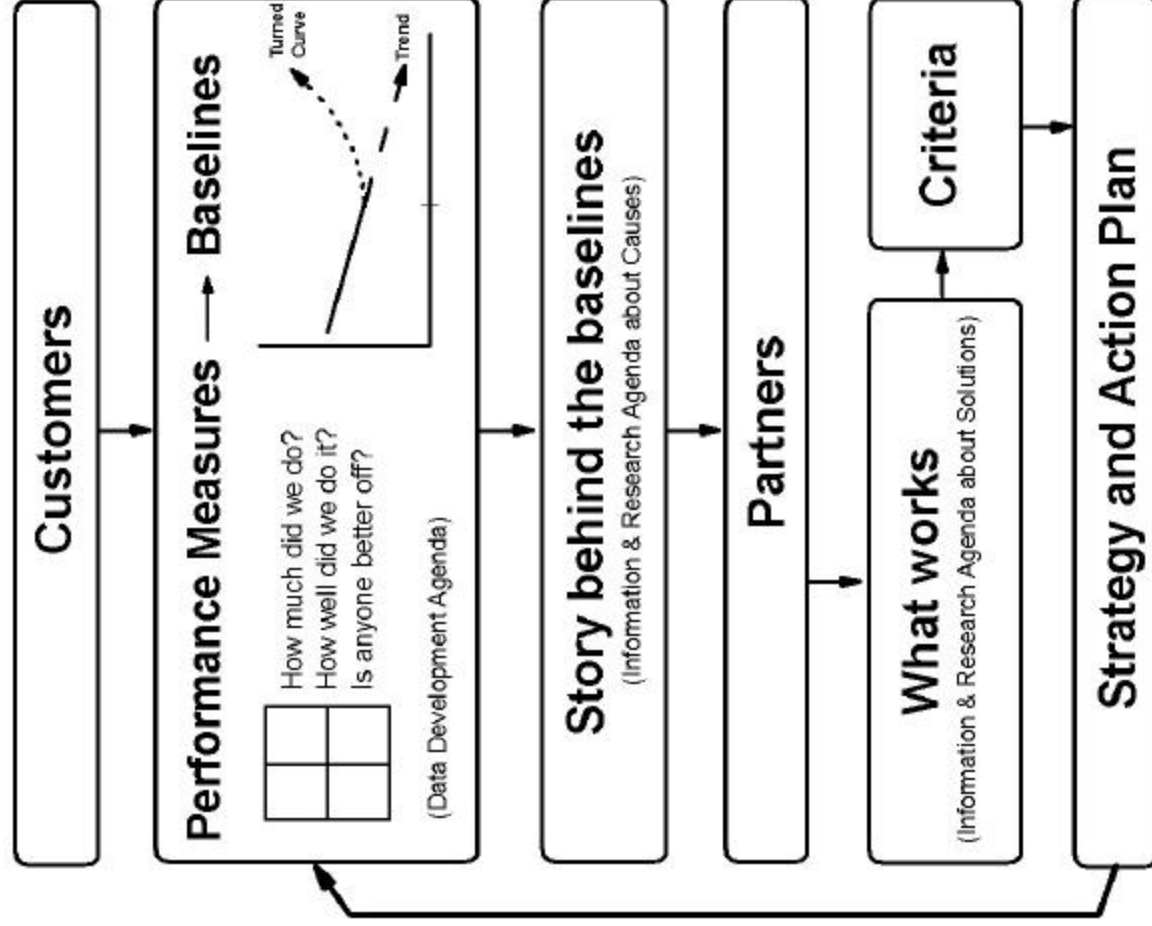 Customers
Performance Measures
Baselines
How much did we do?
How well did we do it?
Is anyone better off?
(Data Development Agenda)
Turned
Curve
Trend
Story behind the baselines
(Information & Research Agenda about Causes)
Partners
What works
(Information & Research Agenda about Solutions)
Criteria
Strategy and Action Plan